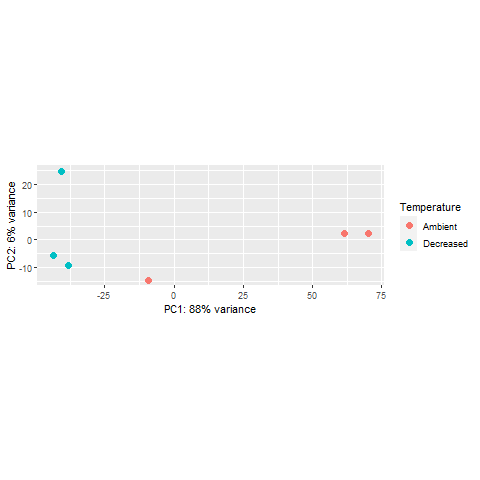 20
10
0
-10
PC2: 6% variance
-25
0
25
50
75
PC1: 88% variance
Temperature
Ambient
Decreased